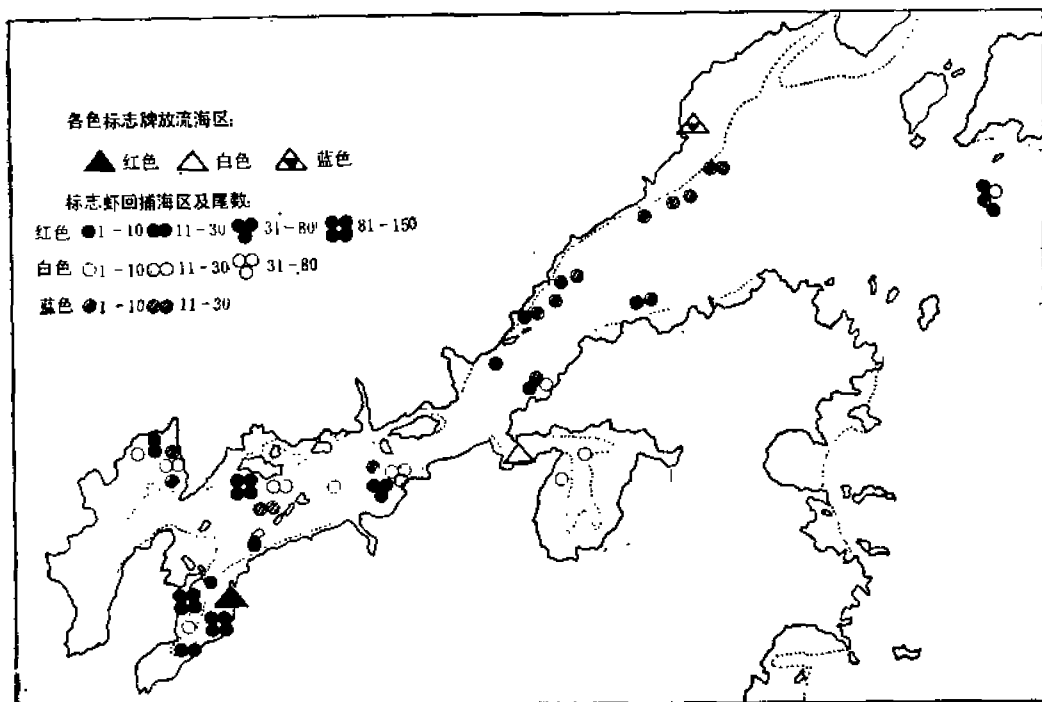 各色标志牌放流海区:
红色 白色 蓝色
标志虾回捕海区及尾数:
红色 1-10 11-30 31-80 81-150
白色 1-10 11-30 31-80
蓝色 1-10 11-30